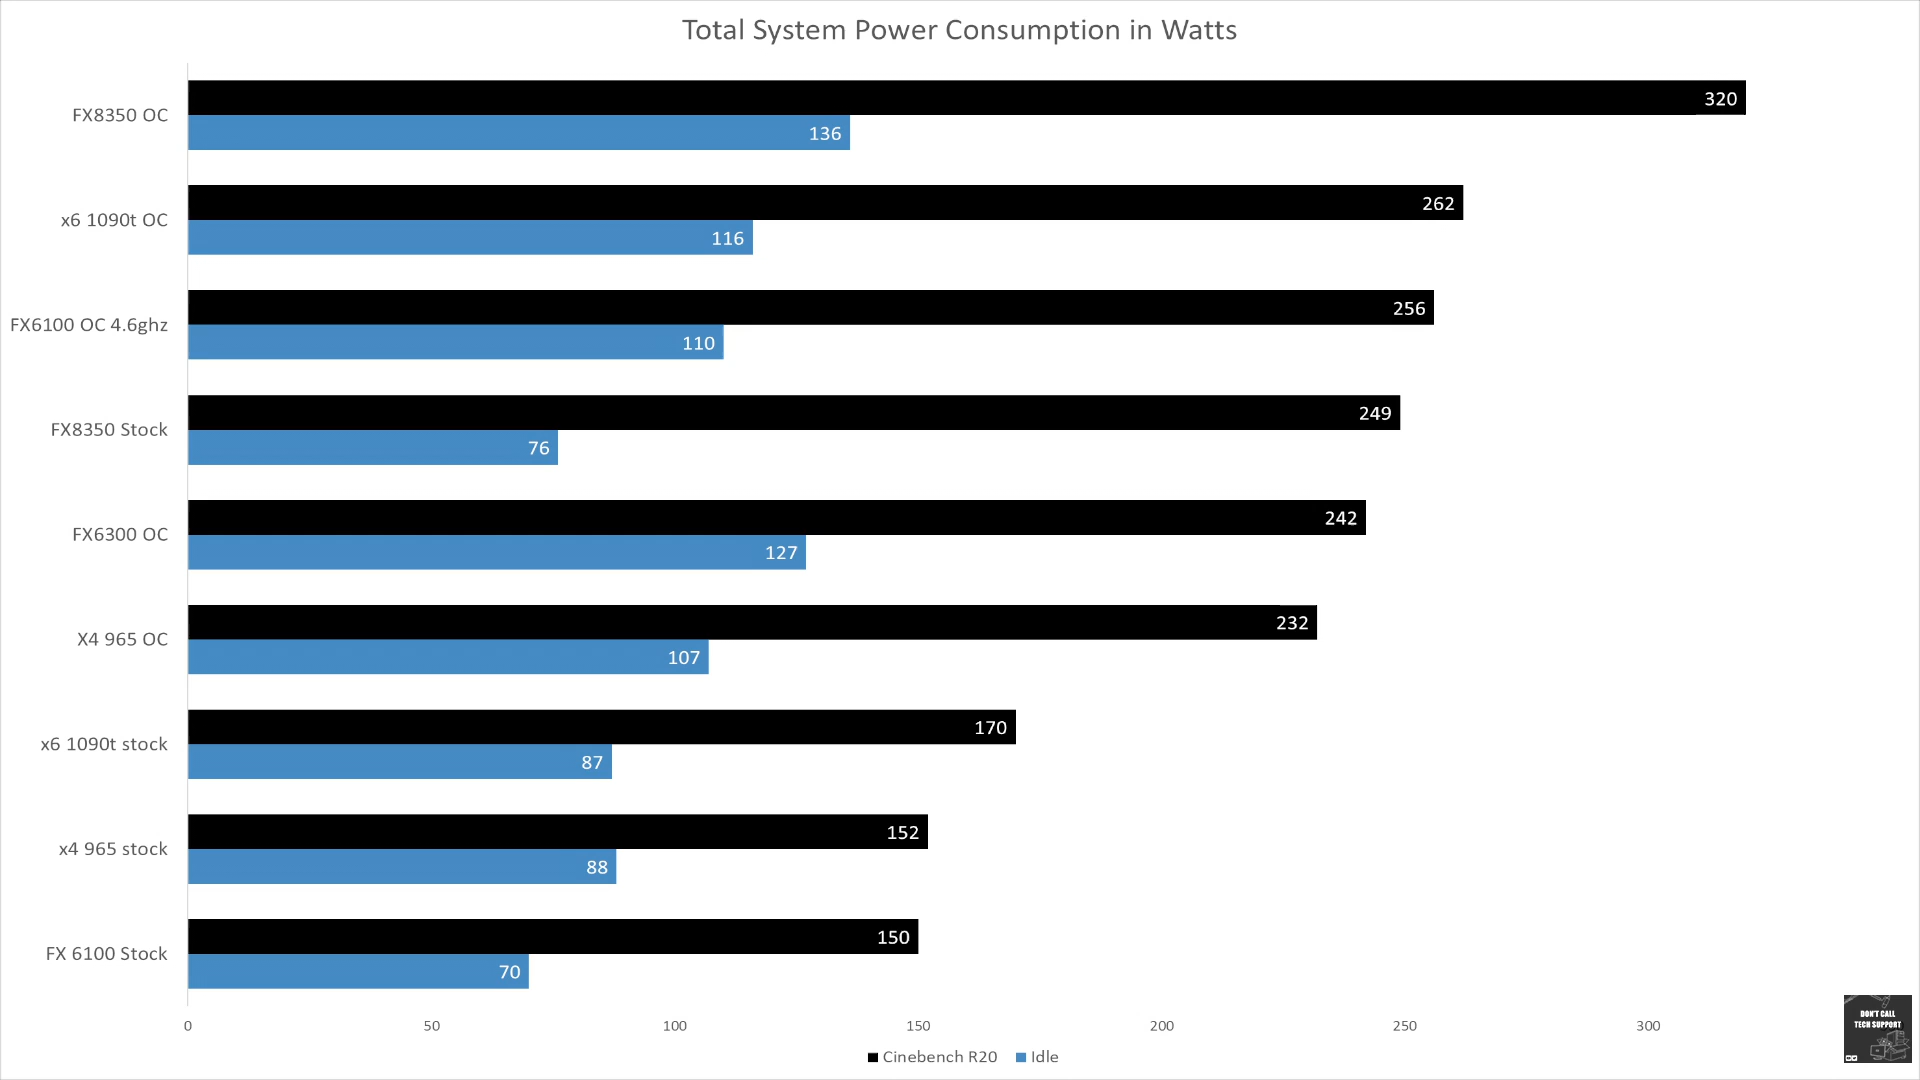 Total System Power Consumption in Watts
FX8350 OC
320
136
x6 1090t OC
262
116
FX6100 OC 4.6ghz
256
110
FX8350 Stock
249
76
FX6300 OC
242
127
X4 965 OC
232
107
x6 1090t stock
170
87
x4 965 stock
152
88
FX 6100 Stock
150
70
0 50 100 150 200 250 300
Cinebench R20 Idle
DON'T CALL
TECH SUPPORT